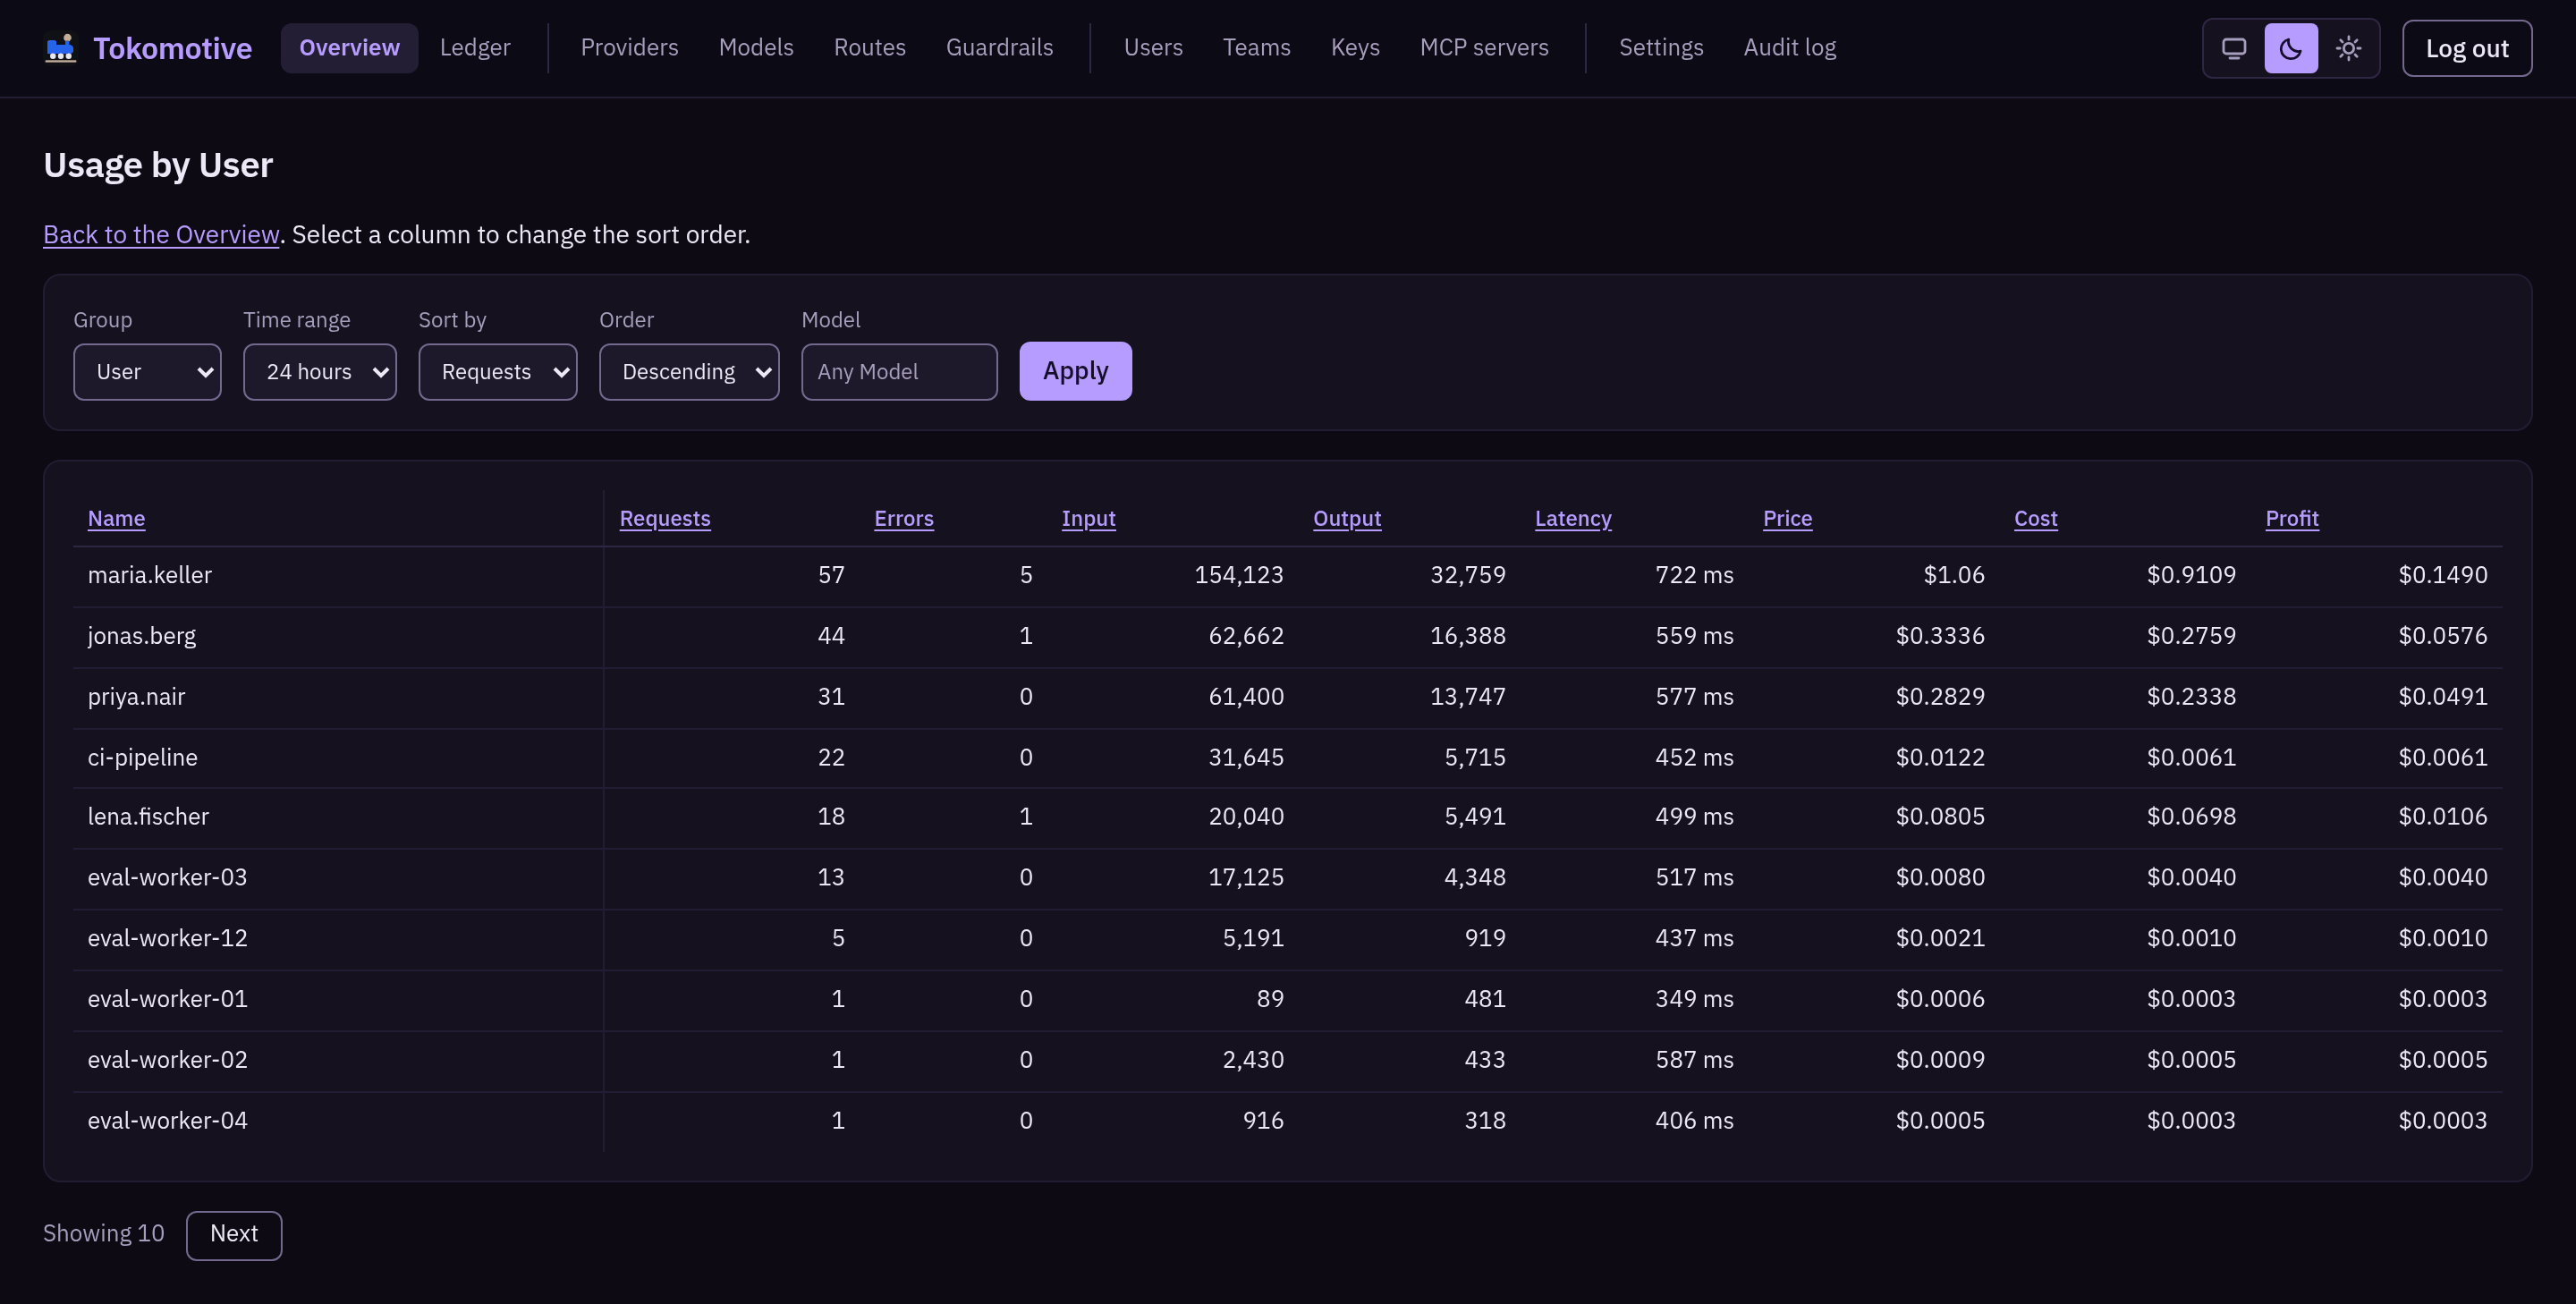 Tokomotive Overview Ledger Providers Models Routes Guardrails Users Teams Keys MCP servers Settings Audit log Log out
Usage by User
Back to the Overview. Select a column to change the sort order.
Group Time range Sort by Order Model
User 24 hours Requests Descending Any Model Apply
Name Requests Errors Input Output Latency Price Cost Profit
maria.keller 57 5 154,123 32,759 722 ms $1.06 $0.9109 $0.1490
jonas.berg 44 1 62,662 16,388 559 ms $0.3336 $0.2759 $0.0576
priya.nair 31 0 61,400 13,747 577 ms $0.2829 $0.2338 $0.0491
ci-pipeline 22 0 31,645 5,715 452 ms $0.0122 $0.0061 $0.0061
lena.fischer 18 1 20,040 5,491 499 ms $0.0805 $0.0698 $0.0106
eval-worker-03 13 0 17,125 4,348 517 ms $0.0080 $0.0040 $0.0040
eval-worker-12 5 0 5,191 919 437 ms $0.0021 $0.0010 $0.0010
eval-worker-01 1 0 89 481 349 ms $0.0006 $0.0003 $0.0003
eval-worker-02 1 0 2,430 433 587 ms $0.0009 $0.0005 $0.0005
eval-worker-04 1 0 916 318 406 ms $0.0005 $0.0003 $0.0003
Showing 10 Next